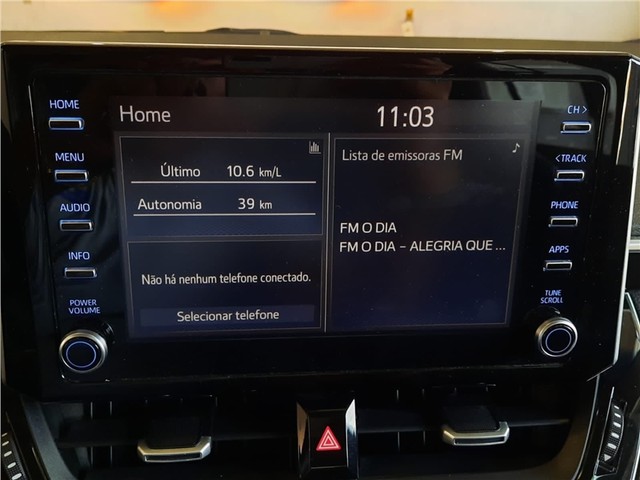 HOME
MENU
AUDIO
INFO
POWER
VOLUME
Home
11:03
Último 10.6 km/L
Autonomia 39 km
Não há nenhum telefone conectado.
Selecionar telefone
Lista de emissoras FM
FM O DIA
FM O DIA - ALEGRIA QUE ...
CH >
< TRACK
PHONE
APPS
TUNE
SCROLL